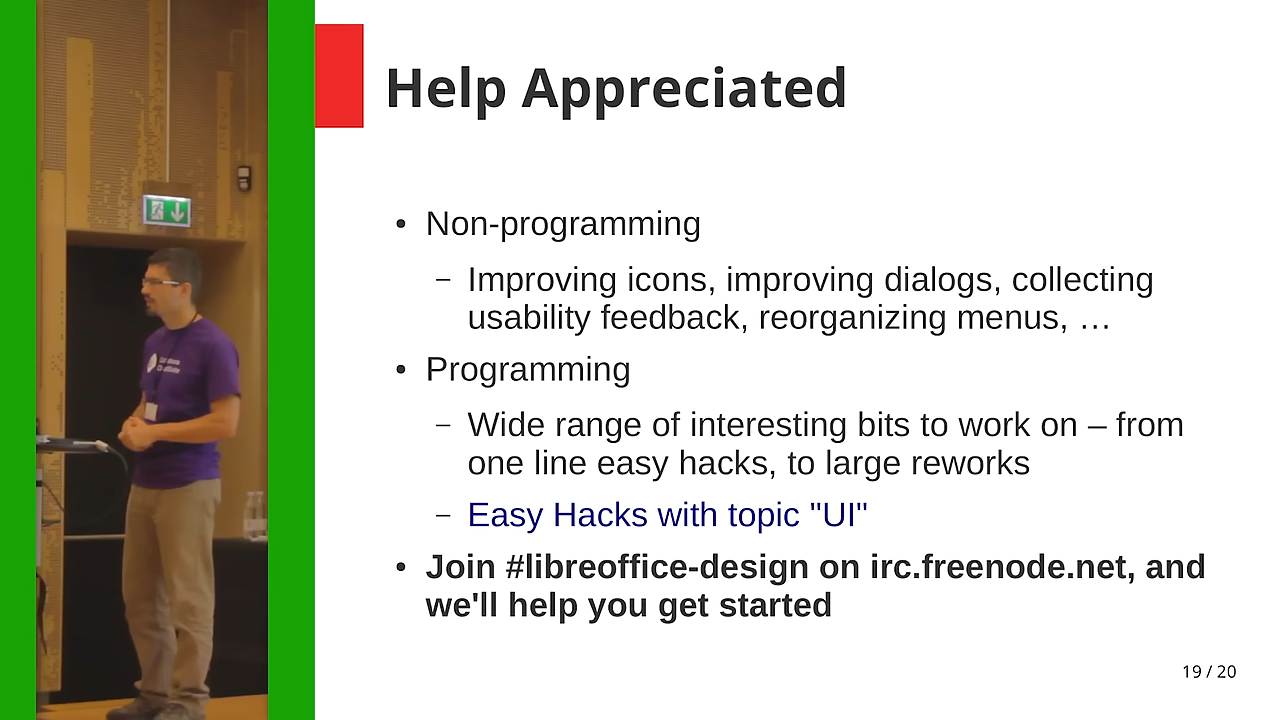 Help Appreciated
• Non-programming
– Improving icons, improving dialogs, collecting
usability feedback, reorganizing menus, …
• Programming
– Wide range of interesting bits to work on – from
one line easy hacks, to large reworks
– Easy Hacks with topic "UI"
• Join #libreoffice-design on irc.freenode.net, and
we'll help you get started
19 / 20